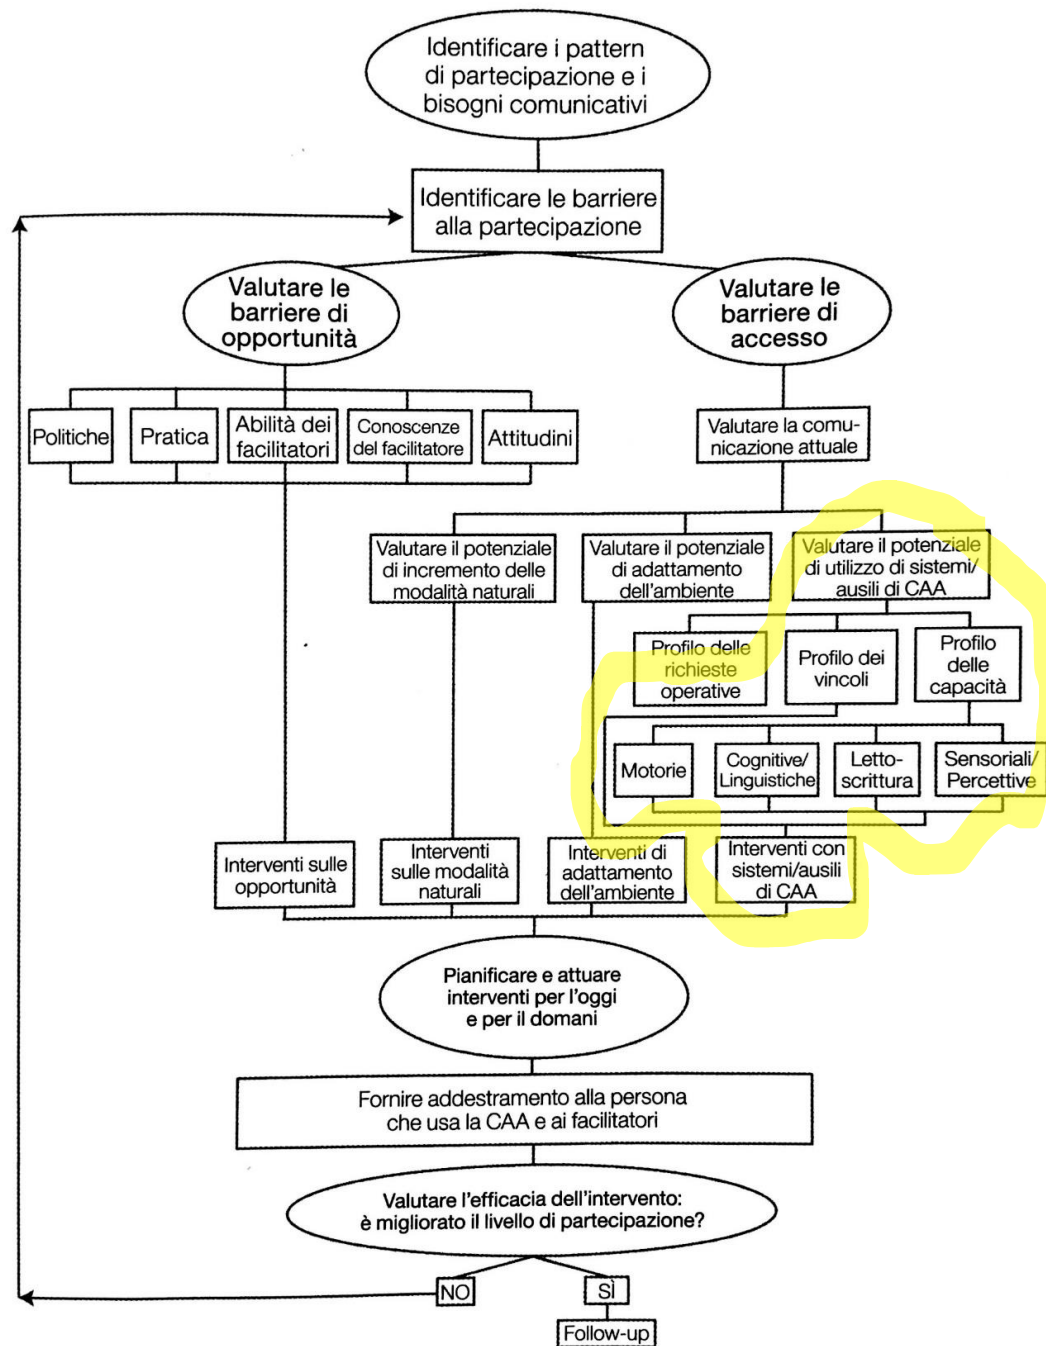 Identificare i pattern
di partecipazione e i
bisogni comunicativi
Identificare le barriere
alla partecipazione
Valutare le
barriere di
opportunità
Valutare le
barriere di
accesso
Politiche
Pratica
Abilità dei
facilitatori
Conoscenze
del facilitatore
Attitudini
Valutare la comu-
nicazione attuale
Valutare il potenziale
di incremento delle
modalità naturali
Valutare il potenziale
di adattamento
dell'ambiente
Valutare il potenziale
di utilizzo di sistemi/
ausili di CAA
Profilo delle
richieste
operative
Profilo dei
vincoli
Profilo
delle
capacità
Motorie
Cognitive/
Linguistiche
Letto-
scrittura
Sensoriali/
Percettive
Interventi sulle
opportunità
Interventi
sulle modalità
naturali
Interventi di
adattamento
dell'ambiente
Interventi con
sistemi/ausili
di CAA
Pianificare e attuare
interventi per l'oggi
e per il domani
Fornire addestramento alla persona
che usa la CAA e ai facilitatori
Valutare l'efficacia dell'intervento:
è migliorato il livello di partecipazione?
NO
SÌ
Follow-up